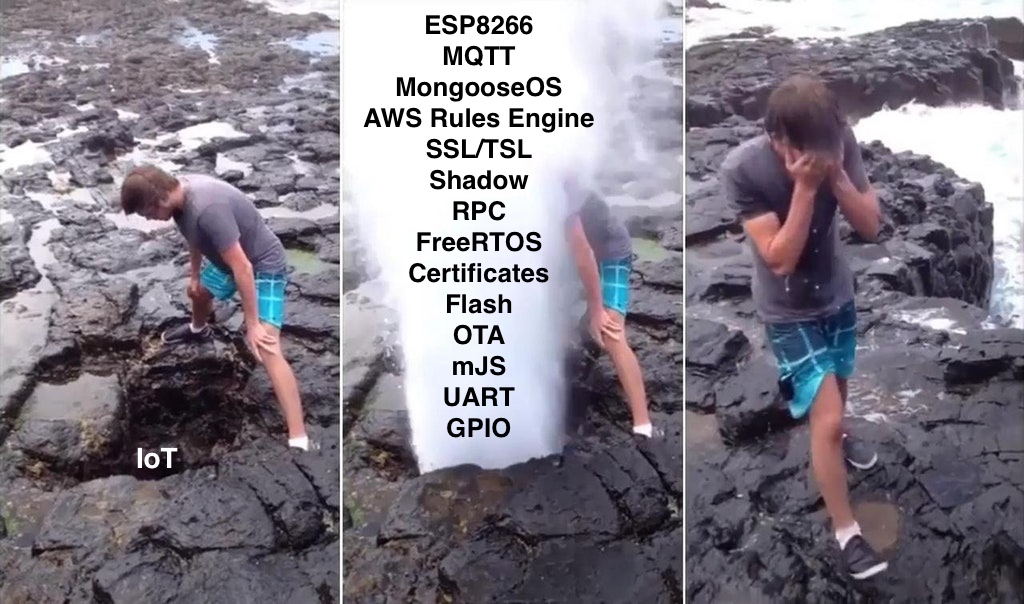 IoT
ESP8266
MQTT
MongooseOS
AWS Rules Engine
SSL/TSL
Shadow
RPC
FreeRTOS
Certificates
Flash
OTA
mJS
UART
GPIO